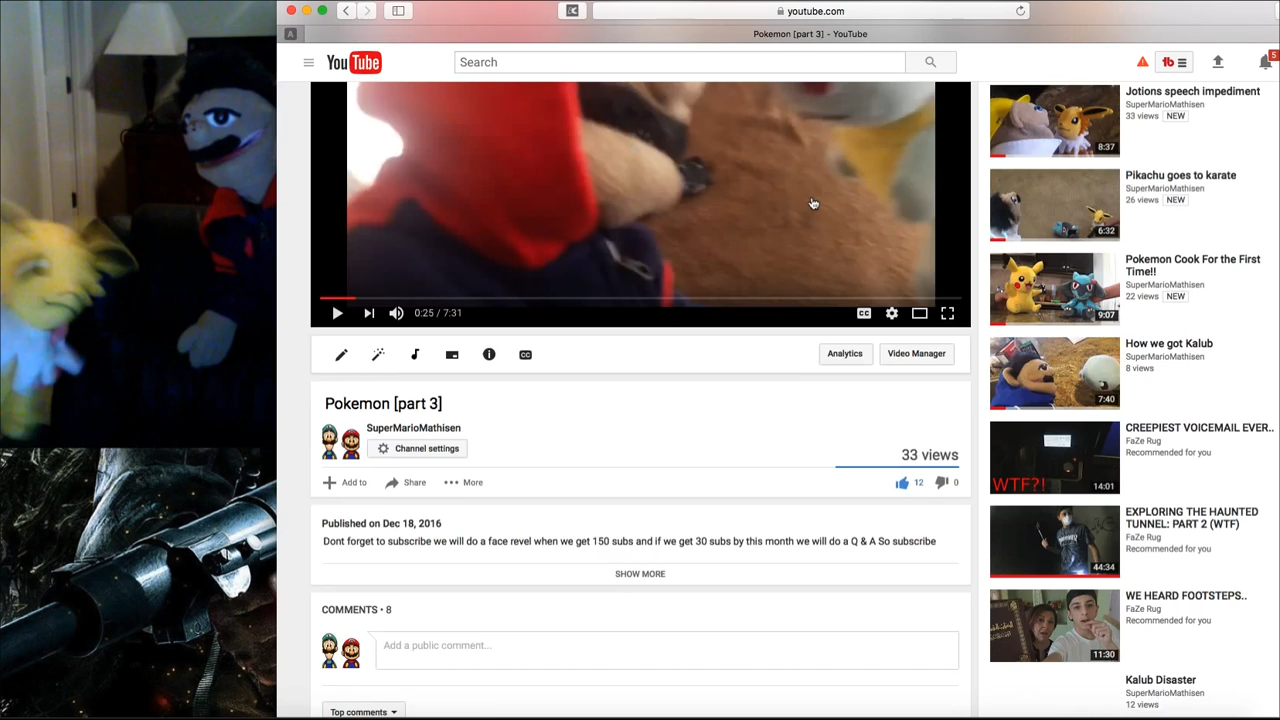 youtube.com
A
Pokemon [part 3] - YouTube
YouTube
Search
5
0:25 / 7:31
CC
CC
Analytics
Video Manager
Pokemon [part 3]
SuperMarioMathisen
Channel settings
33 views
Add to
Share
More
12
0
Published on Dec 18, 2016
Dont forget to subscribe we will do a face revel when we get 150 subs and if we get 30 subs by this month we will do a Q & A So subscribe
SHOW MORE
COMMENTS • 8
Add a public comment...
Top comments
Jotions speech impediment
SuperMarioMathisen
33 views NEW
8:37
Pikachu goes to karate
SuperMarioMathisen
26 views NEW
6:32
Pokemon Cook For the First
Time!!
SuperMarioMathisen
22 views NEW
9:07
How we got Kalub
SuperMarioMathisen
8 views
7:40
CREEPIEST VOICEMAIL EVER..
FaZe Rug
Recommended for you
WTF?!
14:01
EXPLORING THE HAUNTED
TUNNEL: PART 2 (WTF)
FaZe Rug
Recommended for you
44:34
WE HEARD FOOTSTEPS..
FaZe Rug
Recommended for you
11:30
Kalub Disaster
SuperMarioMathisen
12 views